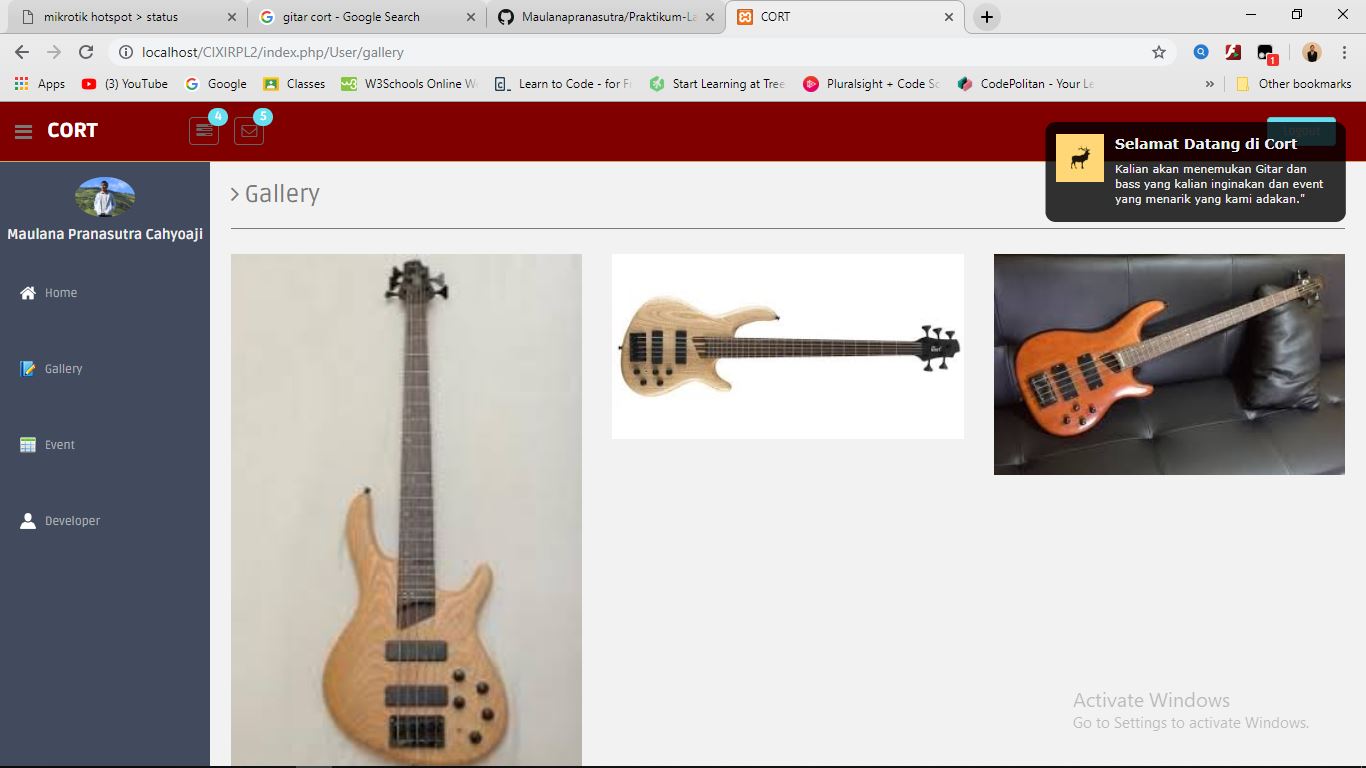 mikrotik hotspot > status
gitar cort - Google Search
Maulanapranasutra/Praktikum-La
CORT
localhost/CIXIRPL2/index.php/User/gallery
1
Apps
(3) YouTube
Google
Classes
W3Schools Online We
Learn to Code - for F
Start Learning at Tree
Pluralsight + Code Sc
CodePolitan - Your Le
»
Other bookmarks
CORT
4
5
Logout
Selamat Datang di Cort
Kalian akan menemukan Gitar dan
bass yang kalian inginakan dan event
yang menarik yang kami adakan."
Maulana Pranasutra Cahyoaji
Home
Gallery
Event
Developer
> Gallery
Activate Windows
Go to Settings to activate Windows.